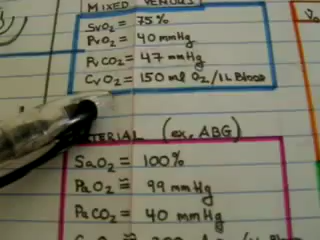 MIXED VENOUS
SvO₂ = 75%
PvO₂ = 40 mmHg
PvCO₂ = 47 mmHg
CvO₂ = 150 ml O₂/1L Blood
(ex, ABG)
SaO₂ = 100%
PaO₂ ≅ 99 mmHg
PaCO₂ = 40 mmHg